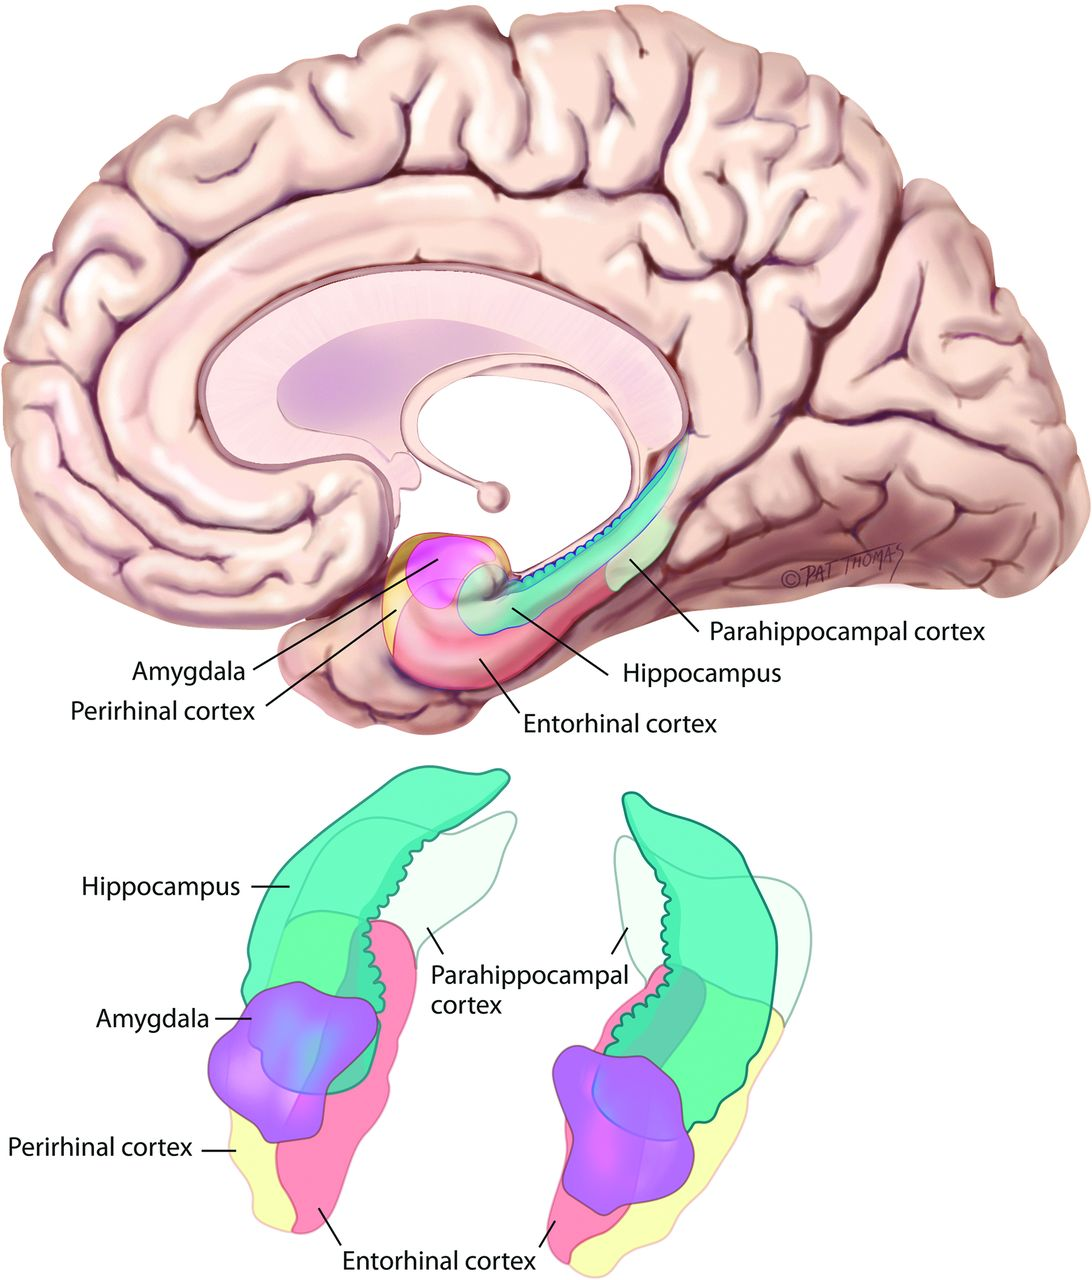 ©PAT THOMAS
Parahippocampal cortex
Amygdala
Hippocampus
Perirhinal cortex
Entorhinal cortex
Hippocampus
Parahippocampal
cortex
Amygdala
Perirhinal cortex
Entorhinal cortex